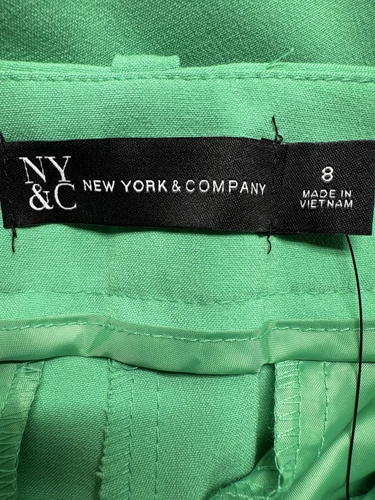 NY
&C
NEW YORK & COMPANY
8
MADE IN
VIETNAM